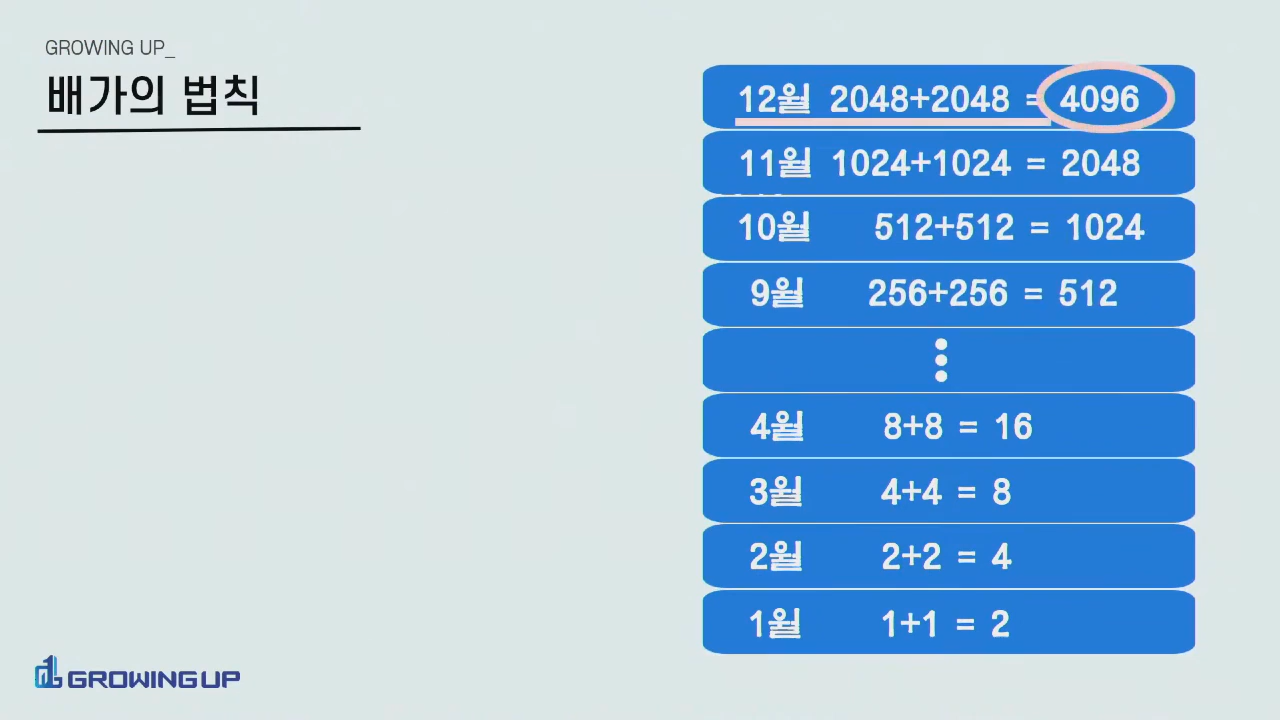 GROWING UP_
배가의 법칙
12월 2048+2048 = 4096
11월 1024+1024 = 2048
10월 512+512 = 1024
9월 256+256 = 512
4월 8+8 = 16
3월 4+4 = 8
2월 2+2 = 4
1월 1+1 = 2
GROWING UP